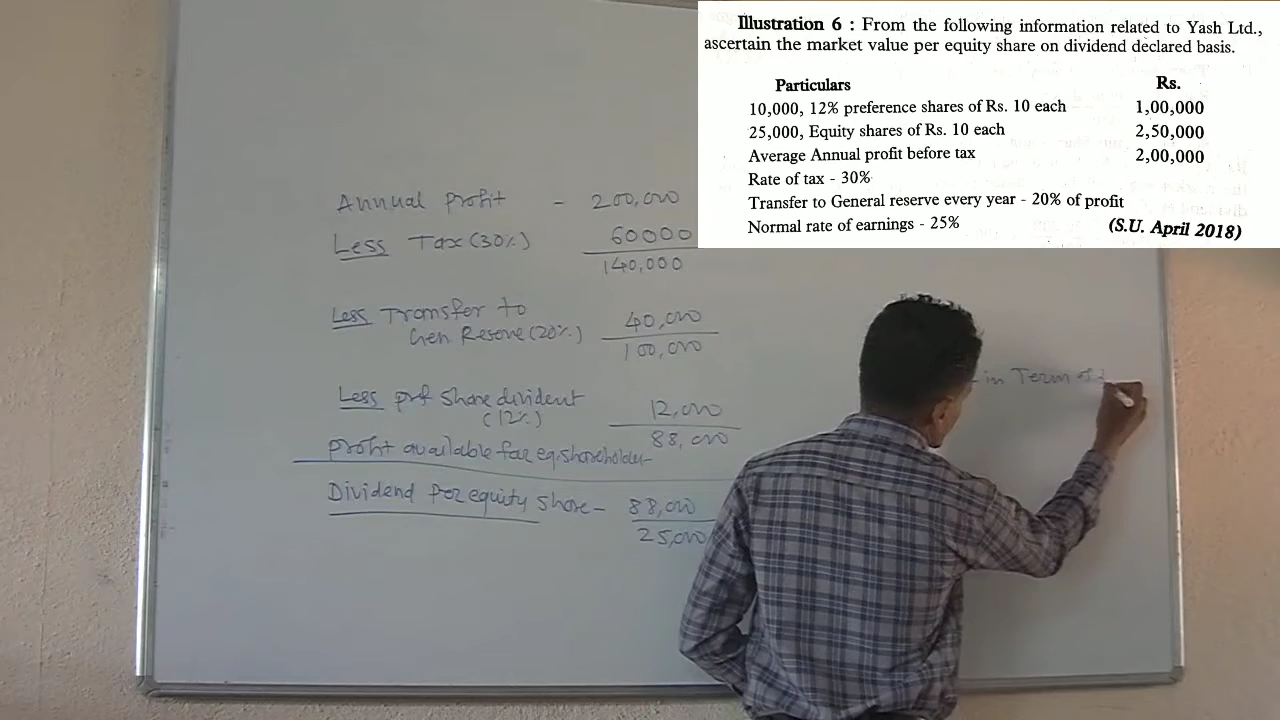 Illustration 6 : From the following information related to Yash Ltd.,
ascertain the market value per equity share on dividend declared basis.
Particulars Rs.
10,000, 12% preference shares of Rs. 10 each 1,00,000
25,000, Equity shares of Rs. 10 each 2,50,000
Average Annual profit before tax 2,00,000
Rate of tax - 30%
Transfer to General reserve every year - 20% of profit
Normal rate of earnings - 25% (S.U. April 2018)
Annual profit - 200,000
Less Tax (30%) 60000
140,000
Less Transfer to
Gen. Reserve (20%) 40,000
100,000
Less prf share divident
(12%) 12,000
88,000
profit available for eq. shareholder
Dividend per equity share - 88,000
25,000
- in Term of